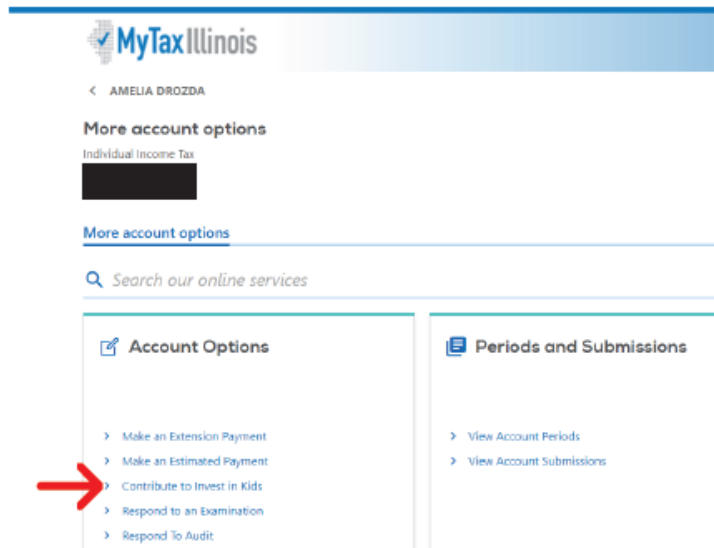 MyTax Illinois
< AMELIA DROZDA
More account options
Individual Income Tax
More account options
Search our online services
Account Options
Periods and Submissions
> Make an Extension Payment
> Make an Estimated Payment
> Contribute to Invest in Kids
> Respond to an Examination
> Respond To Audit
> View Account Periods
> View Account Submissions